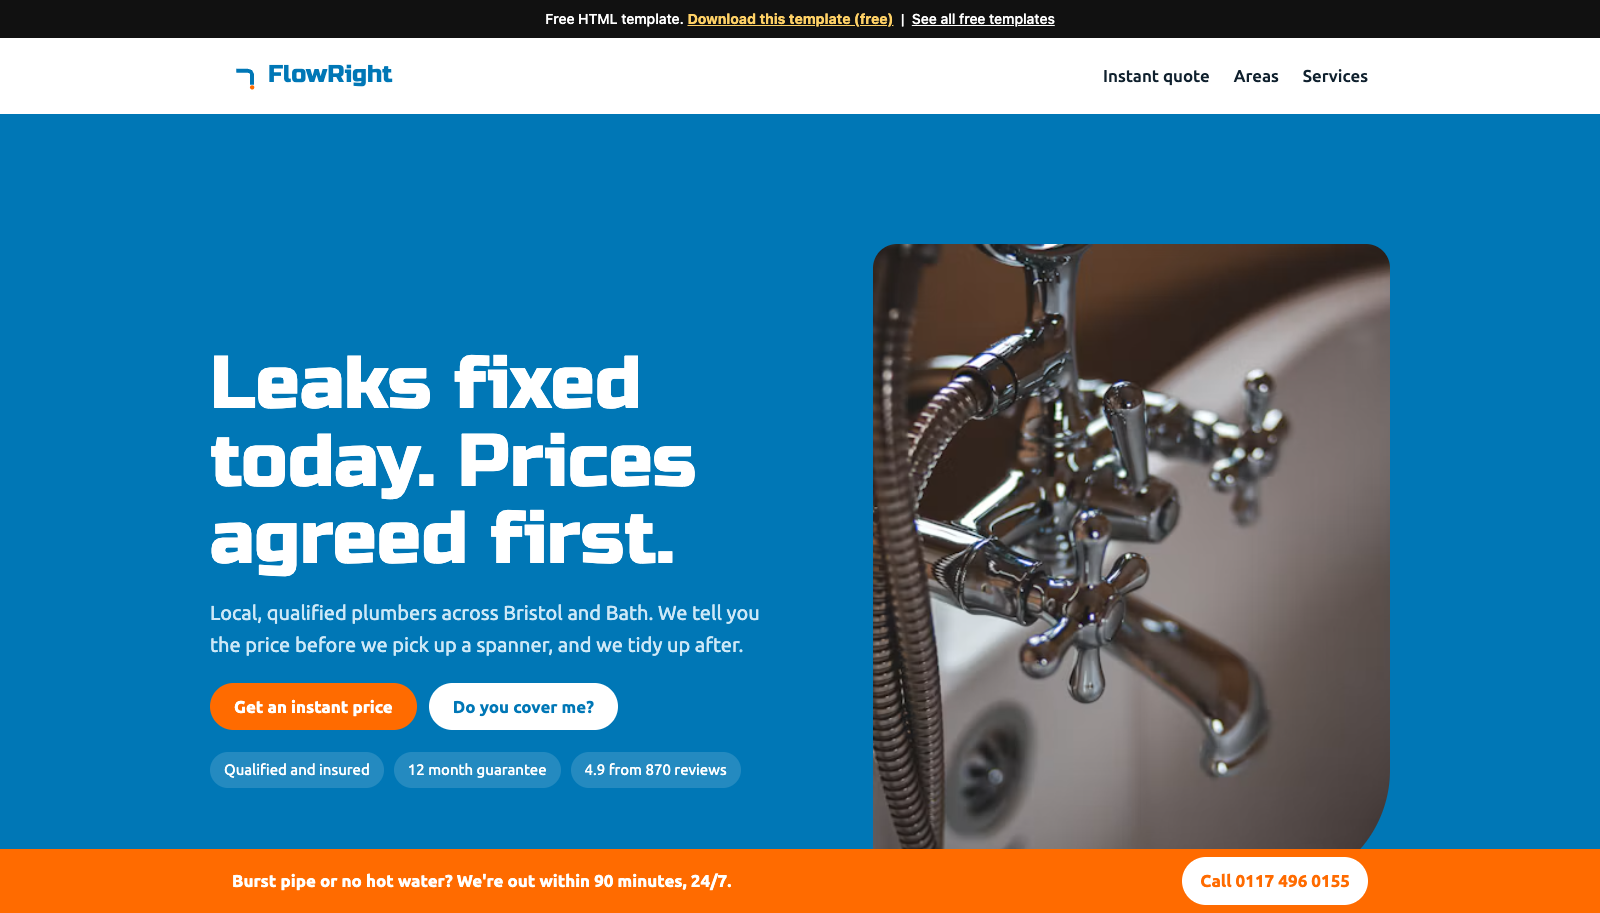 Free HTML template. Download this template (free) | See all free templates
FlowRight
Instant quote Areas Services
Leaks fixed
today. Prices
agreed first.
Local, qualified plumbers across Bristol and Bath. We tell you
the price before we pick up a spanner, and we tidy up after.
Get an instant price Do you cover me?
Qualified and insured 12 month guarantee 4.9 from 870 reviews
Burst pipe or no hot water? We're out within 90 minutes, 24/7. Call 0117 496 0155